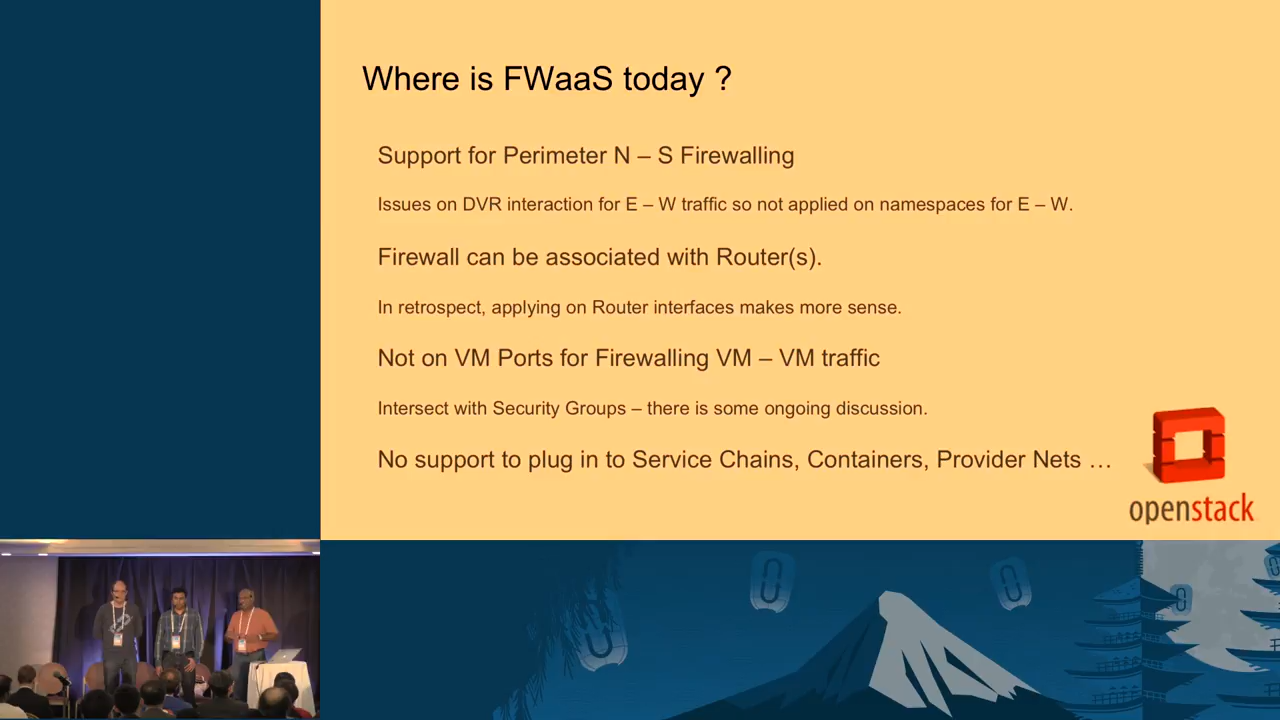 Where is FWaaS today ?
Support for Perimeter N – S Firewalling
Issues on DVR interaction for E – W traffic so not applied on namespaces for E – W.
Firewall can be associated with Router(s).
In retrospect, applying on Router interfaces makes more sense.
Not on VM Ports for Firewalling VM – VM traffic
Intersect with Security Groups – there is some ongoing discussion.
No support to plug in to Service Chains, Containers, Provider Nets …
openstack